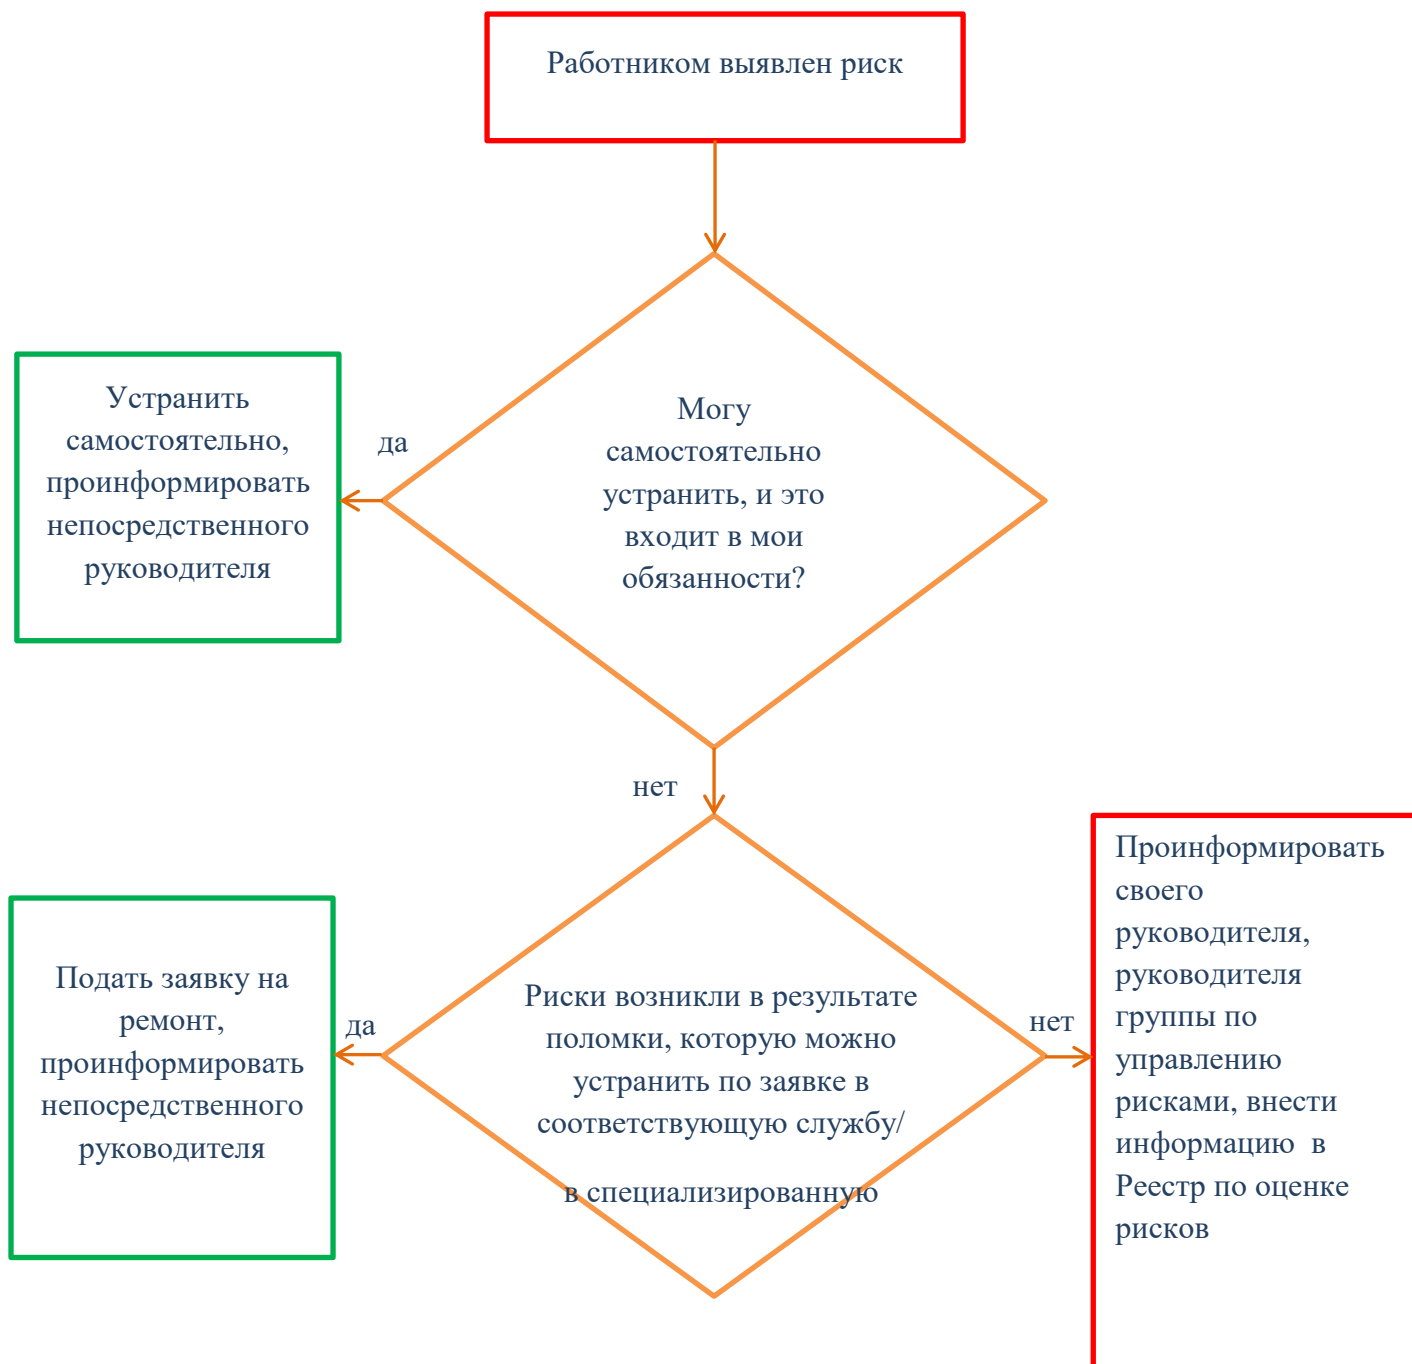 Работником выявлен риск
Могу
самостоятельно
устранить, и это
входит в мои
обязанности?
да
Устранить
самостоятельно,
проинформировать
непосредственного
руководителя
нет
Риски возникли в результате
поломки, которую можно
устранить по заявке в
соответствующую службу/
в специализированную
да
Подать заявку на
ремонт,
проинформировать
непосредственного
руководителя
нет
Проинформировать
своего
руководителя,
руководителя
группы по
управлению
рисками, внести
информацию  в
Реестр по оценке
рисков